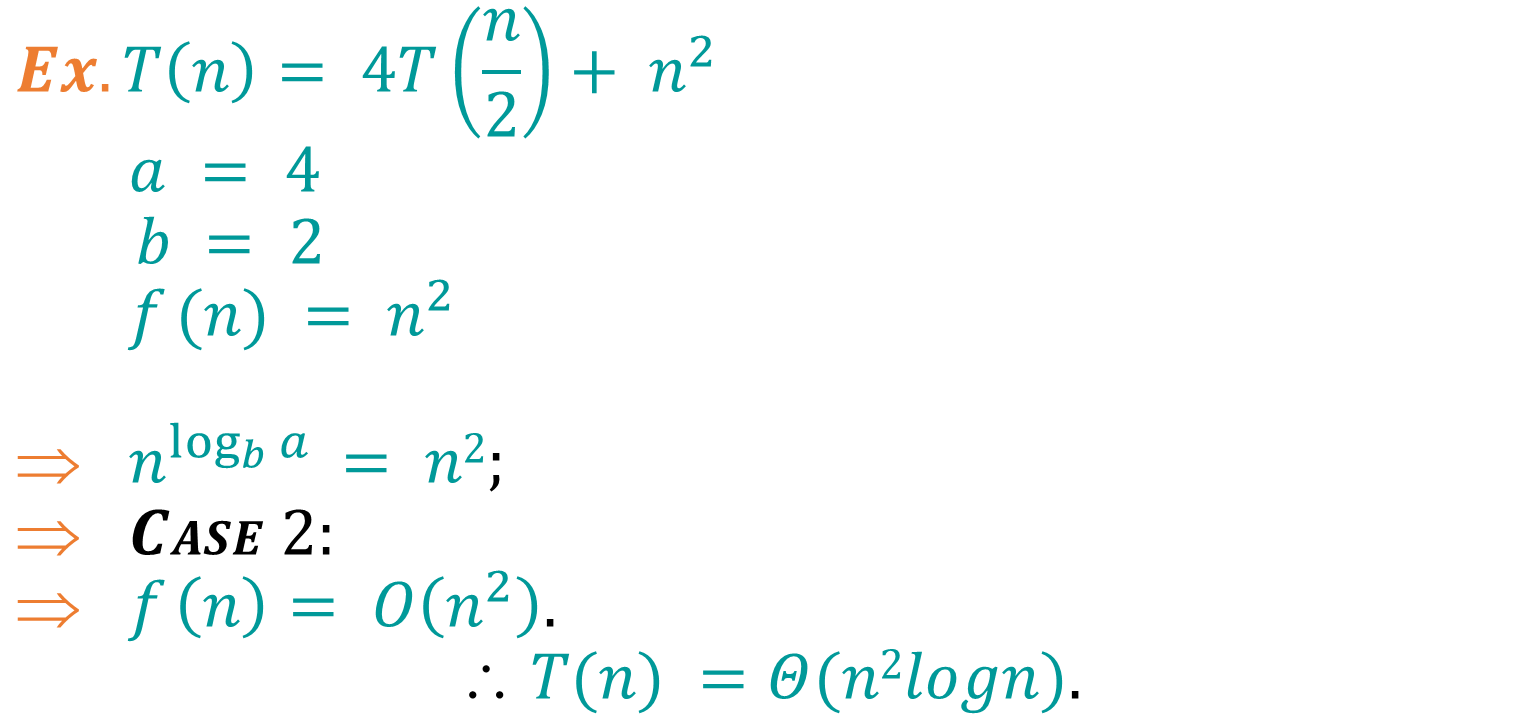 Ex. T(n) = 4T(n/2) + n²
a = 4
b = 2
f(n) = n²
⇒ n^(log_b a) = n²;
⇒ CASE 2:
⇒ f(n) = O(n²).
∴ T(n) = Θ(n²logn).